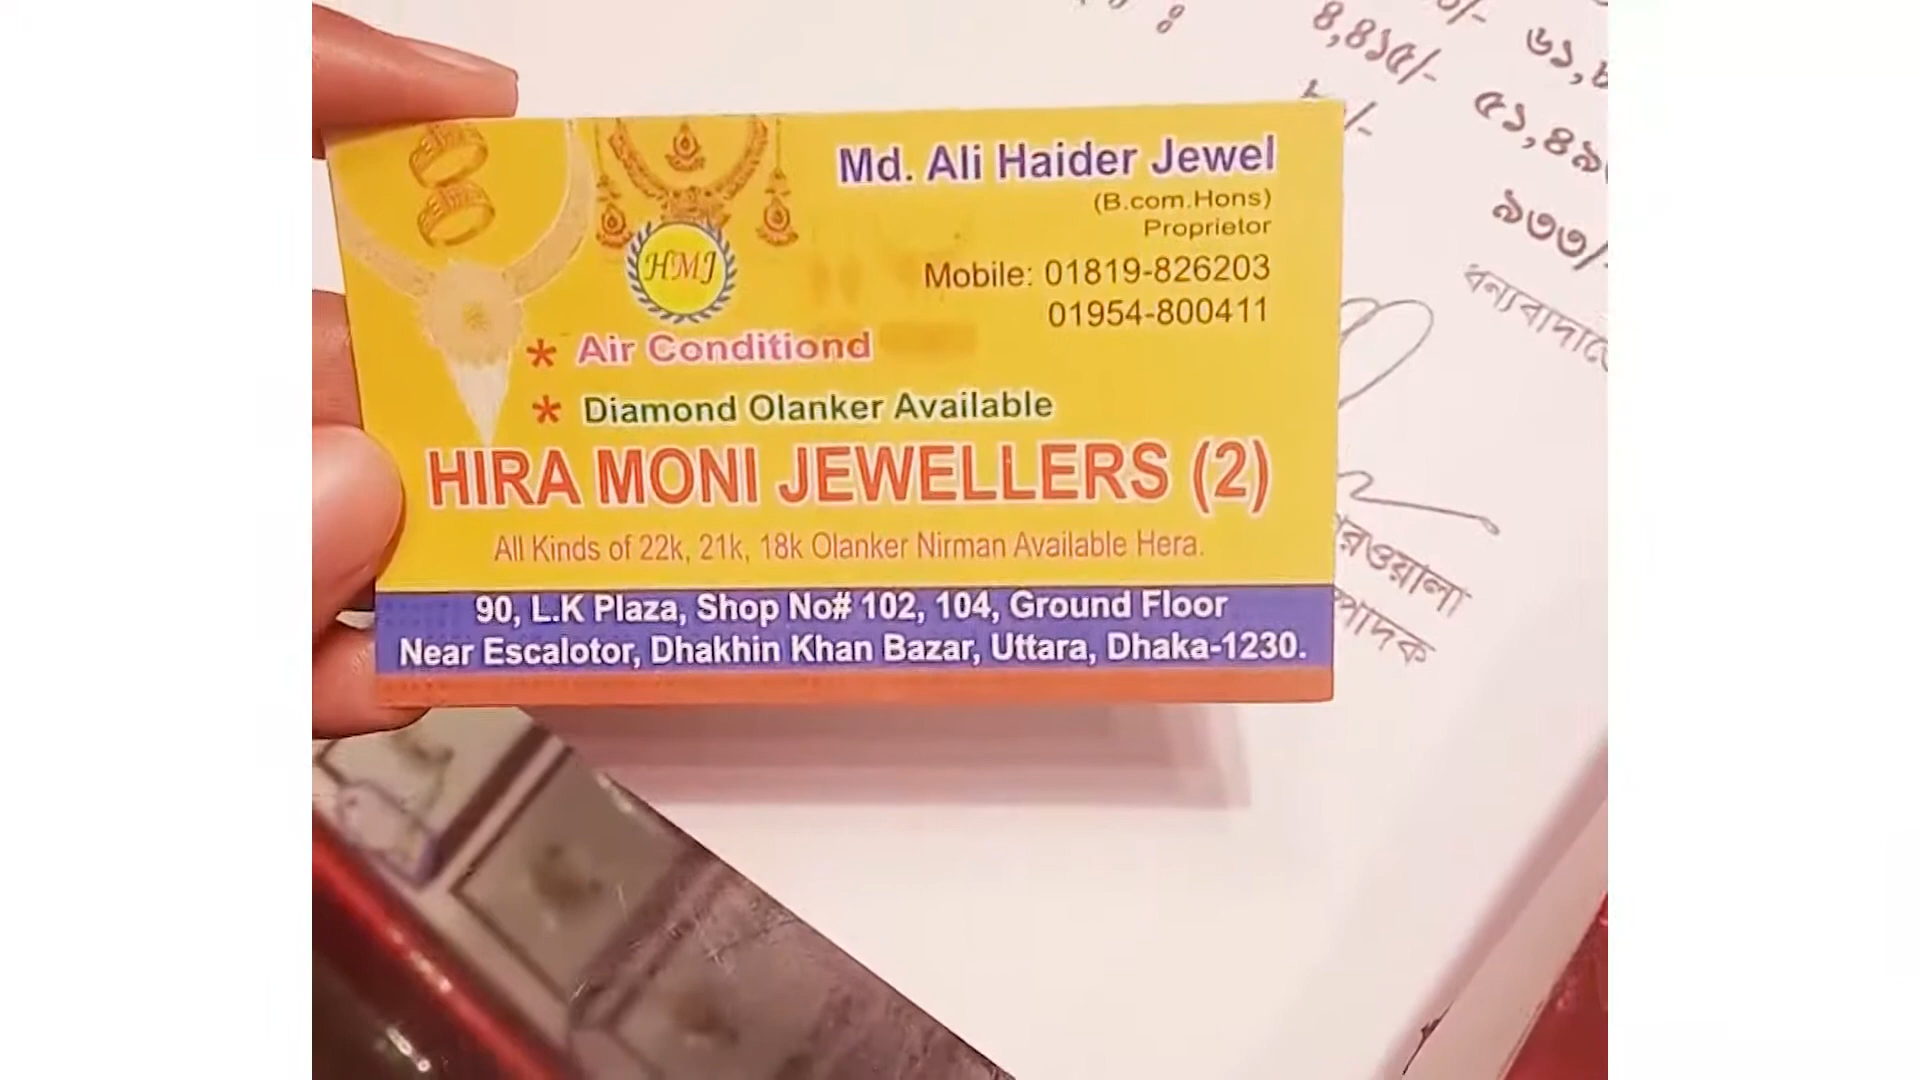 ৪,৪১৫/-
৯৩৩/-
Md. Ali Haider Jewel
(B.com.Hons)
Proprietor
HMJ
Mobile: 01819-826203
01954-800411
* Air Conditiond
* Diamond Olanker Available
HIRA MONI JEWELLERS (2)
All Kinds of 22k, 21k, 18k Olanker Nirman Available Hera.
90, L.K Plaza, Shop No# 102, 104, Ground Floor
Near Escalotor, Dhakhin Khan Bazar, Uttara, Dhaka-1230.